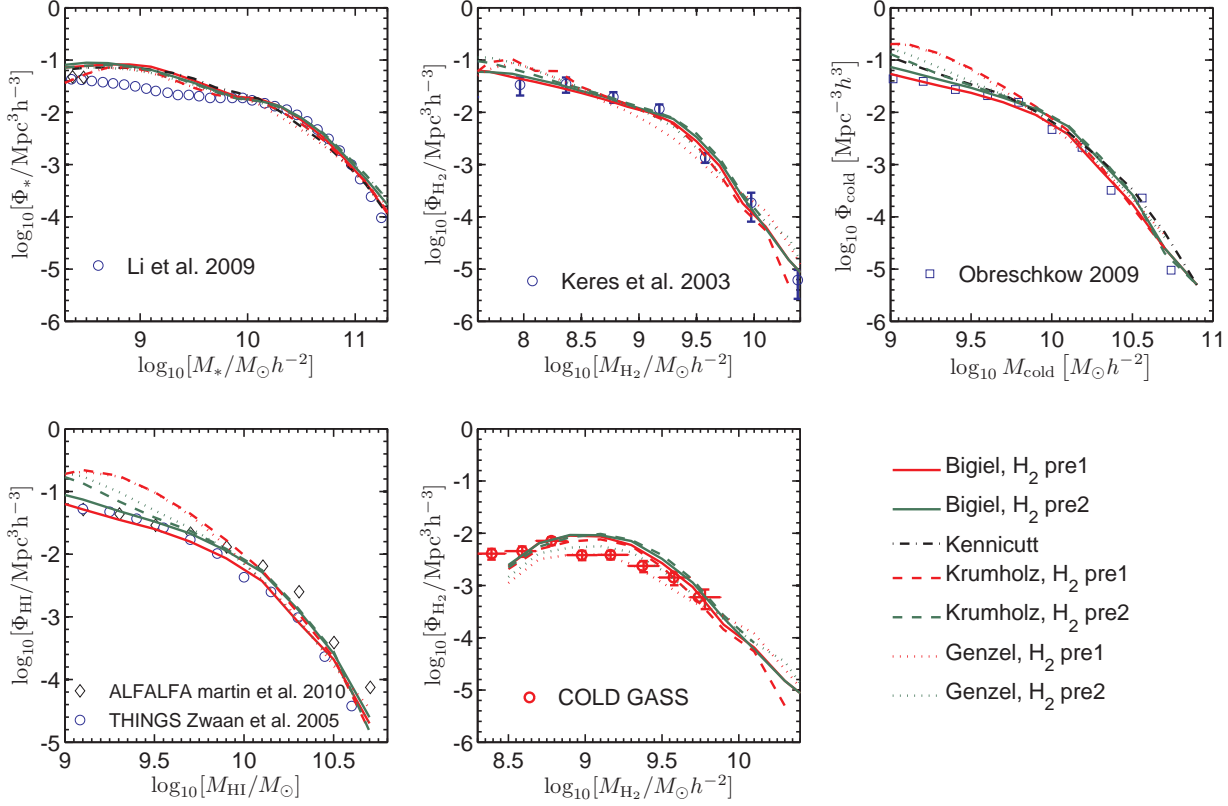 0
-1
-2
-3
-4
-5
-6
9
10
11
log₁₀[Φ*/Mpc³h⁻³]
log₁₀[M*/M⊙h⁻²]
Li et al. 2009
0
-1
-2
-3
-4
-5
-6
8
8.5
9
9.5
10
log₁₀[Φ_H₂/Mpc³h⁻³]
log₁₀[M_H₂/M⊙h⁻²]
Keres et al. 2003
0
-1
-2
-3
-4
-5
-6
9
9.5
10
10.5
11
log₁₀ Φcold [Mpc⁻³h³]
log₁₀ Mcold [M⊙h⁻²]
Obreschkow 2009
0
-1
-2
-3
-4
-5
9
9.5
10
10.5
log₁₀[Φ_HI/Mpc³h⁻³]
log₁₀[M_HI/M⊙]
ALFALFA martin et al. 2010
THINGS Zwaan et al. 2005
0
-1
-2
-3
-4
-5
-6
8.5
9
9.5
10
log₁₀[Φ_H₂/Mpc³h⁻³]
log₁₀[M_H₂/M⊙h⁻²]
COLD GASS
Bigiel, H₂ pre1
Bigiel, H₂ pre2
Kennicutt
Krumholz, H₂ pre1
Krumholz, H₂ pre2
Genzel, H₂ pre1
Genzel, H₂ pre2